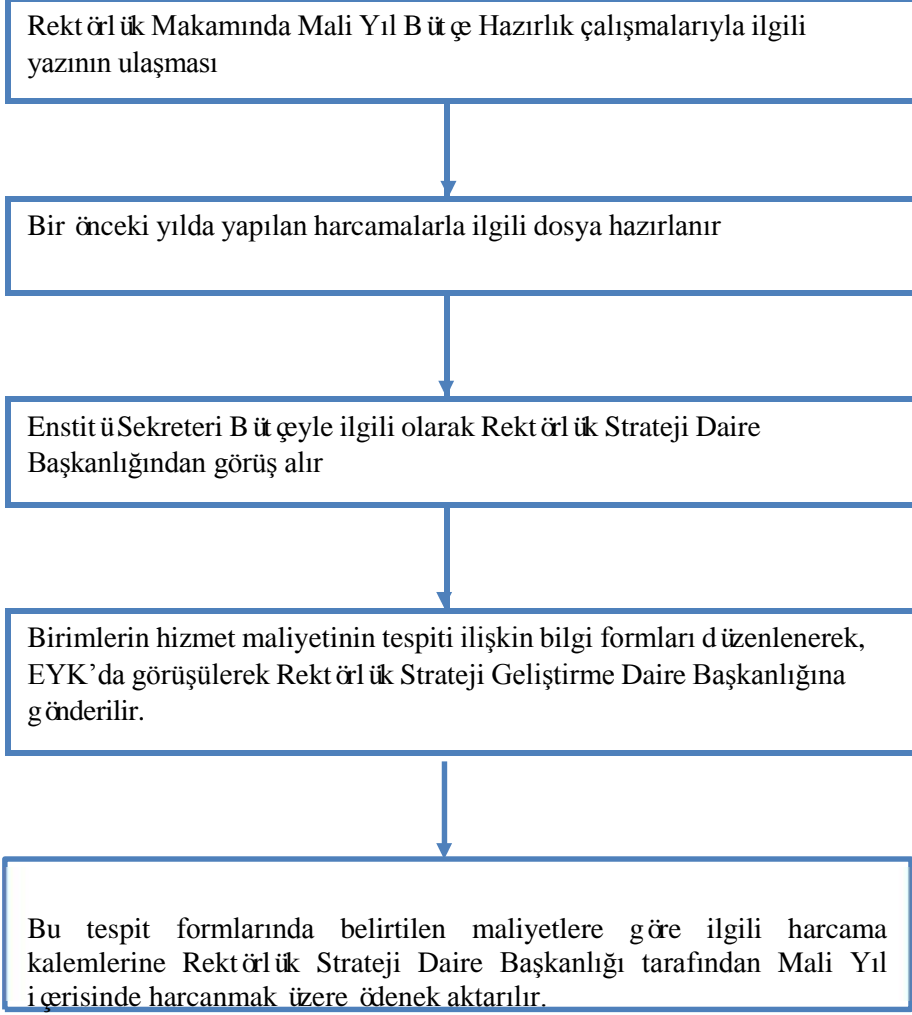 Rektörlük Makamında Mali Yıl Bütçe Hazırlık çalışmalarıyla ilgili
yazının ulaşması
Bir önceki yılda yapılan harcamalarla ilgili dosya hazırlanır
Enstitü Sekreteri Bütçeyle ilgili olarak Rektörlük Strateji Daire
Başkanlığından görüş alır
Birimlerin hizmet maliyetinin tespiti ilişkin bilgi formları düzenlenerek,
EYK’da görüşülerek Rektörlük Strateji Geliştirme Daire Başkanlığına
gönderilir.
Bu tespit formlarında belirtilen maliyetlere göre ilgili harcama
kalemlerine Rektörlük Strateji Daire Başkanlığı tarafından Mali Yıl
içerisinde harcanmak üzere ödenek aktarılır.